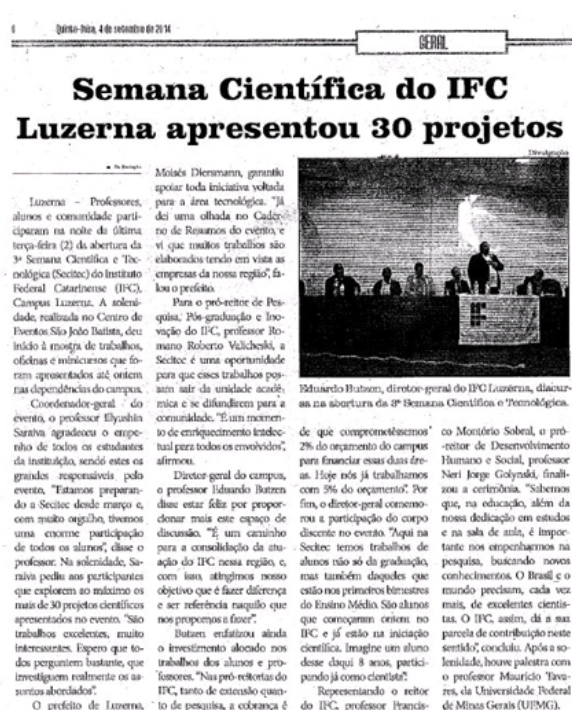 6
Quinta-feira, 4 de setembro de 2014
GERAL
Semana Científica do IFC
Luzerna apresentou 30 projetos
Divulgação
Da Redação
Luzerna – Professores,
alunos e comunidade parti-
ciparam na noite da última
terça-feira (2) da abertura da
3ª Semana Científica e Tec-
nológica (Secitec) do Instituto
Federal Catarinense (IFC),
Campus Luzerna. A soleni-
dade, realizada no Centro de
Eventos São João Batista, deu
início à mostra de trabalhos,
oficinas e minicursos que fo-
ram apresentados até ontem
nas dependências do campus.
Coordenador-geral do
evento, o professor Elyushin
Saraiva agradeceu o empe-
nho de todos os estudantes
da instituição, sendo estes os
grandes responsáveis pelo
evento, "Estamos preparan-
do a Secitec desde março e,
com muito orgulho, tivemos
uma enorme participação
de todos os alunos", disse o
professor. Na solenidade, Sa-
raiva pediu aos participantes
que explorem ao máximo os
mais de 30 projetos científicos
apresentados no evento. "São
trabalhos excelentes, muito
interessantes. Espero que to-
dos perguntem bastante, que
investiguem realmente os as-
suntos abordados".
O prefeito de Luzerna,
Moisés Diersmann, garantiu
apoiar toda iniciativa voltada
para a área tecnológica. "Já
dei uma olhada no Cader-
no de Resumos do evento, e
vi que muitos trabalhos são
elaborados tendo em vista as
empresas da nossa região", fa-
lou o prefeito.
Para o pró-reitor de Pes-
quisa, Pós-graduação e Ino-
vação do IFC, professor Ro-
mano Roberto Valicheski, a
Secitec é uma oportunidade
para que esses trabalhos pos-
sam sair da unidade acadê-
mica e se difundirem para a
comunidade. "É um momen-
to de enriquecimento intelec-
tual para todos os envolvidos",
afirmou.
Diretor-geral do campus,
o professor Eduardo Butzen
disse estar feliz por propor-
cionar mais este espaço de
discussão. "É um caminho
para a consolidação da atu-
ação do IFC nessa região, e,
com isso, atingimos nosso
objetivo que é fazer diferença
e ser referência naquilo que
nos propomos a fazer".
Butzen enfatizou ainda
o investimento alocado nos
trabalhos dos alunos e pro-
fessores. "Nas pró-reitorias do
IFC, tanto de extensão quan-
to de pesquisa, a cobrança é
IF
Eduardo Butzen, diretor-geral do IFC Luzerna, discur-
sa na abertura da 3ª Semana Científica e Tecnológica.
de que comprometêssemos
2% do orçamento do campus
para financiar essas duas áre-
as. Hoje nós já trabalhamos
com 5% do orçamento". Por
fim, o diretor-geral comemo-
rou a participação do corpo
discente no evento. "Aqui na
Secitec temos trabalhos de
alunos não só da graduação,
mas também daqueles que
estão nos primeiros bimestres
do Ensino Médio. São alunos
que começaram ontem no
IFC e já estão na iniciação
científica. Imagine um aluno
desse daqui 8 anos, partici-
pando já como cientista".
Representando o reitor
do IFC, professor Francis-
co Montório Sobral, o pró-
-reitor de Desenvolvimento
Humano e Social, professor
Neri Jorge Golynski, finali-
zou a cerimônia. "Sabemos
que, na educação, além da
nossa dedicação em estudos
e na sala de aula, é impor-
tante nos empenharmos na
pesquisa, buscando novos
conhecimentos. O Brasil e o
mundo precisam, cada vez
mais, de excelentes cientis-
tas. O IFC, assim, dá a sua
parcela de contribuição neste
sentido", concluiu. Após a so-
lenidade, houve palestra com
o professor Mauricio Tava-
res, da Universidade Federal
de Minas Gerais (UFMG).